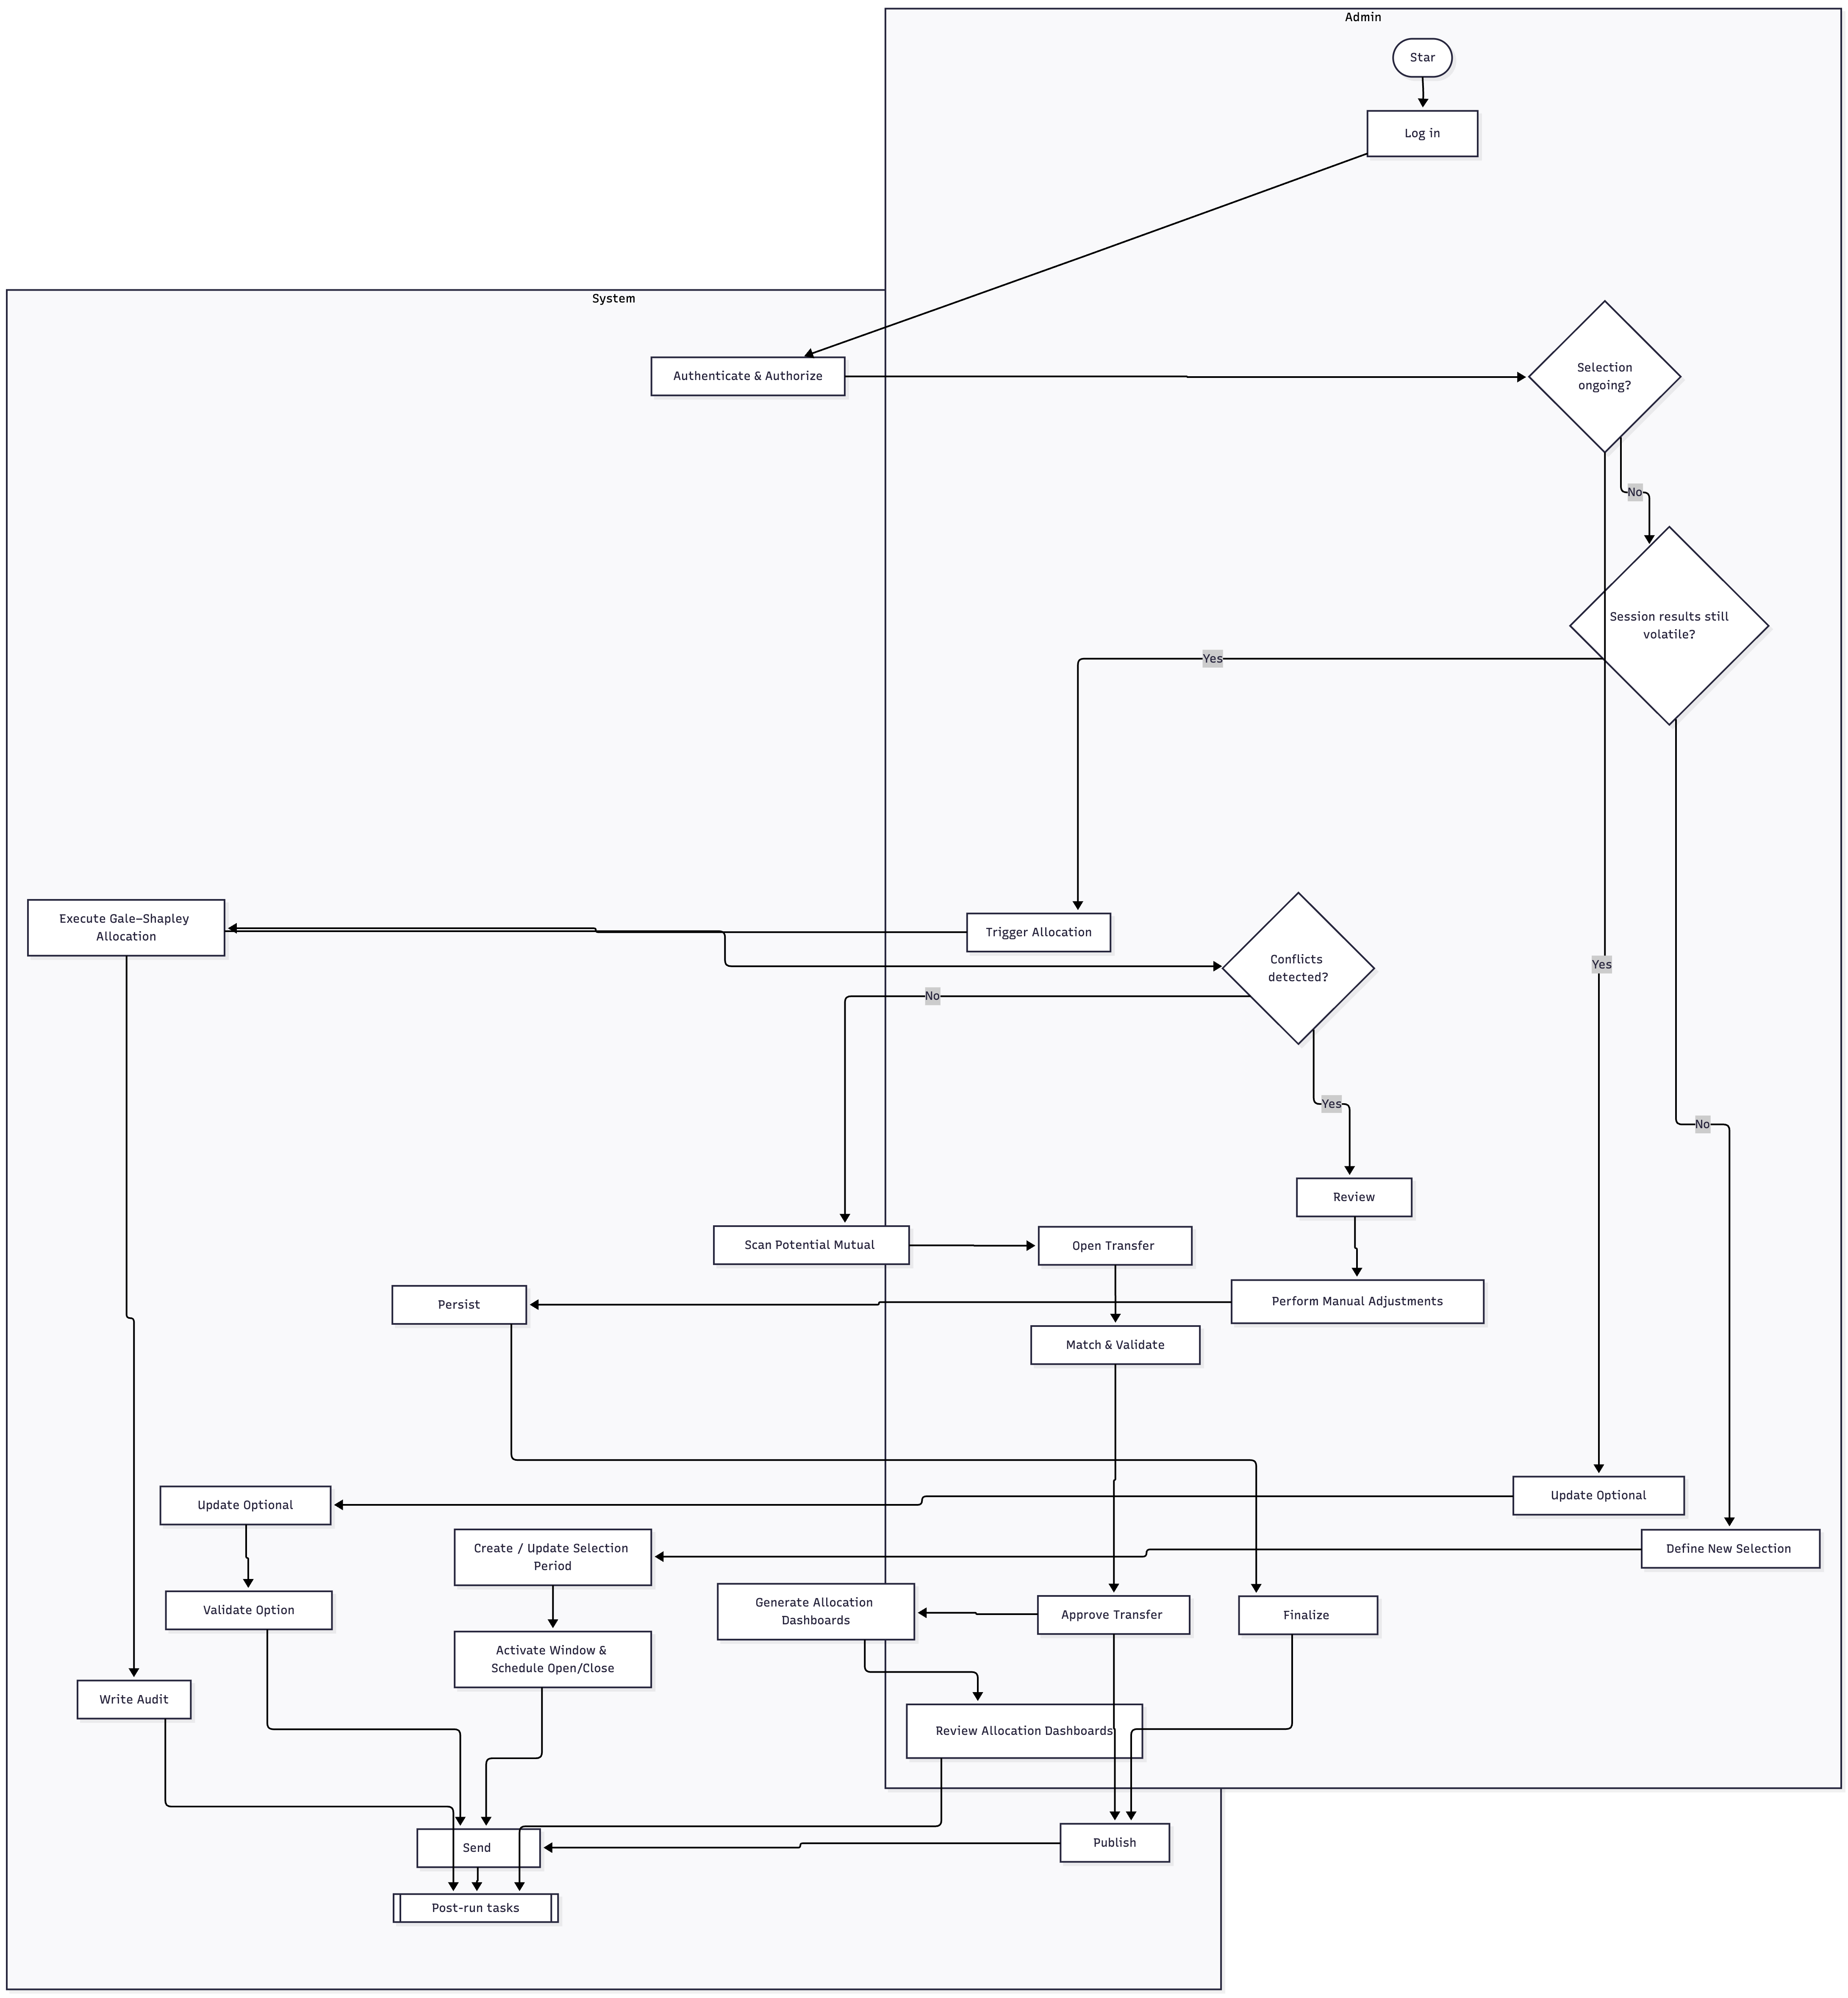 Admin
Star
Log in
System
Authenticate & Authorize
Selection
ongoing?
No
Session results still
volatile?
Yes
Execute Gale–Shapley
Allocation
Trigger Allocation
Conflicts
detected?
Yes
No
Yes
No
Review
Scan Potential Mutual
Open Transfer
Persist
Perform Manual Adjustments
Match & Validate
Update Optional
Update Optional
Create / Update Selection
Period
Define New Selection
Validate Option
Generate Allocation
Dashboards
Approve Transfer
Finalize
Activate Window &
Schedule Open/Close
Write Audit
Review Allocation Dashboards
Send
Publish
Post-run tasks